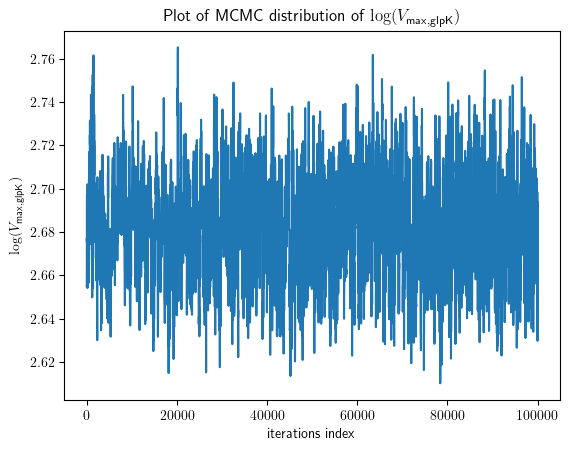 Plot of MCMC distribution of log(V_max,glpK)
log(V_max,glpK)
2.76
2.74
2.72
2.70
2.68
2.66
2.64
2.62
0 20000 40000 60000 80000 100000
iterations index